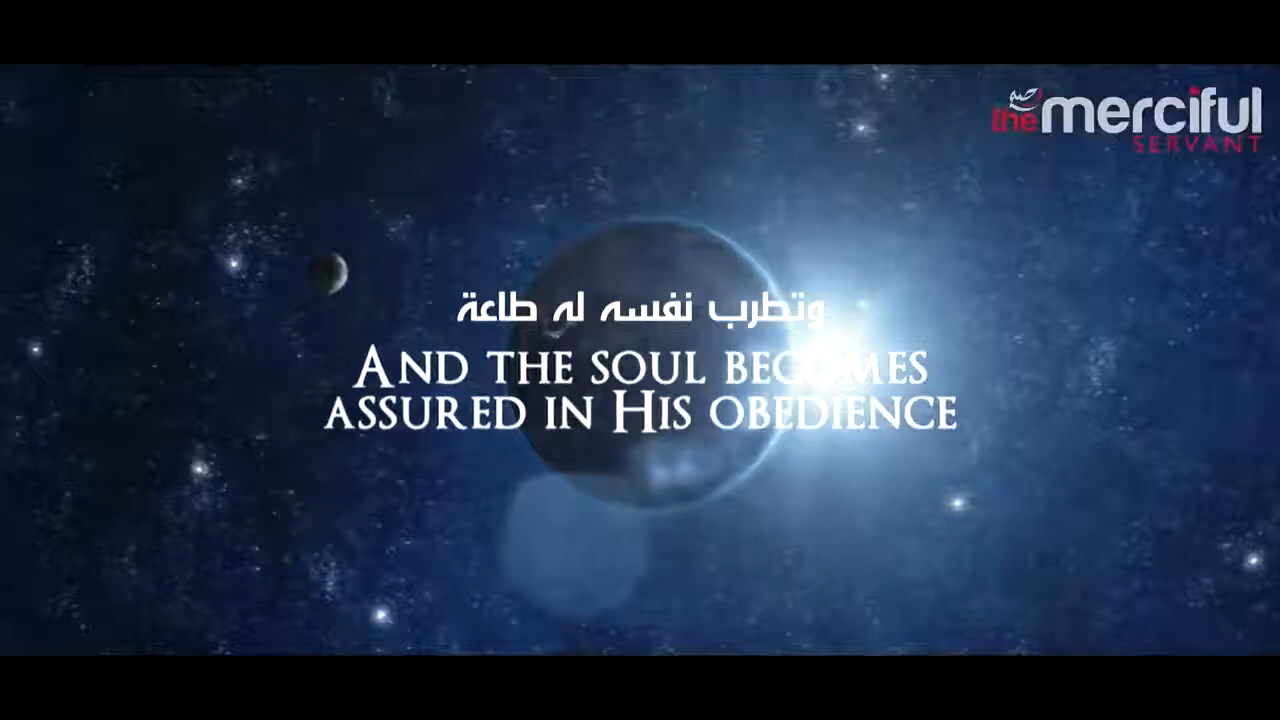 the merciful
SERVANT
وتطرب نفسه له طاعة
AND THE SOUL BECOMES
ASSURED IN HIS OBEDIENCE